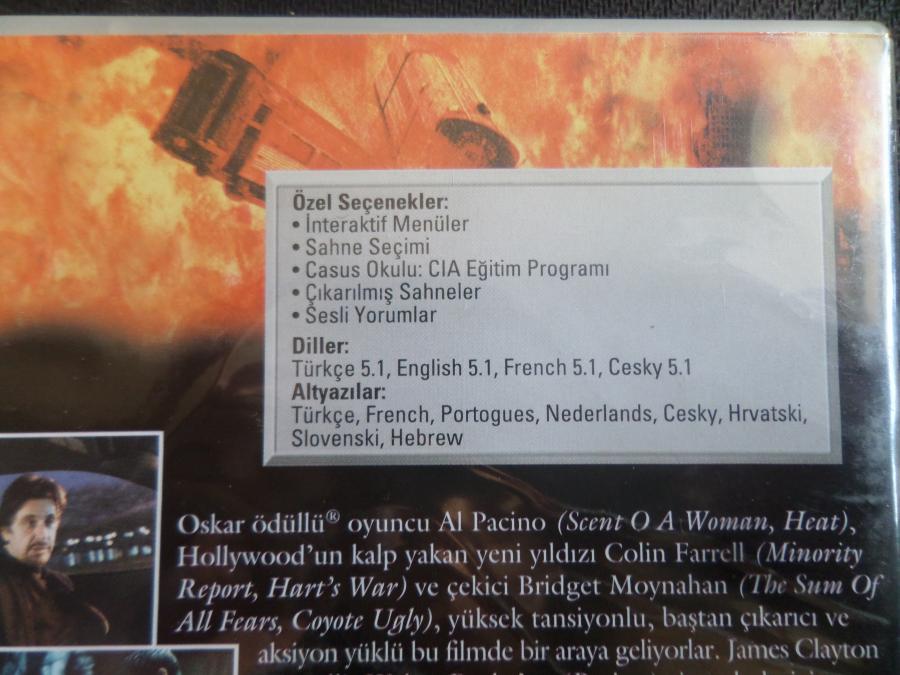 Özel Seçenekler:
• İnteraktif Menüler
• Sahne Seçimi
• Casus Okulu: CIA Eğitim Programı
• Çıkarılmış Sahneler
• Sesli Yorumlar
Diller:
Türkçe 5.1, English 5.1, French 5.1, Cesky 5.1
Altyazılar:
Türkçe, French, Portogues, Nederlands, Cesky, Hrvatski,
Slovenski, Hebrew
Oskar ödüllü® oyuncu Al Pacino (Scent O A Woman, Heat),
Hollywood'un kalp yakan yeni yıldızı Colin Farrell (Minority
Report, Hart's War) ve çekici Bridget Moynahan (The Sum Of
All Fears, Coyote Ugly), yüksek tansiyonlu, baştan çıkarıcı ve
aksiyon yüklü bu filmde bir araya geliyorlar. James Clayton